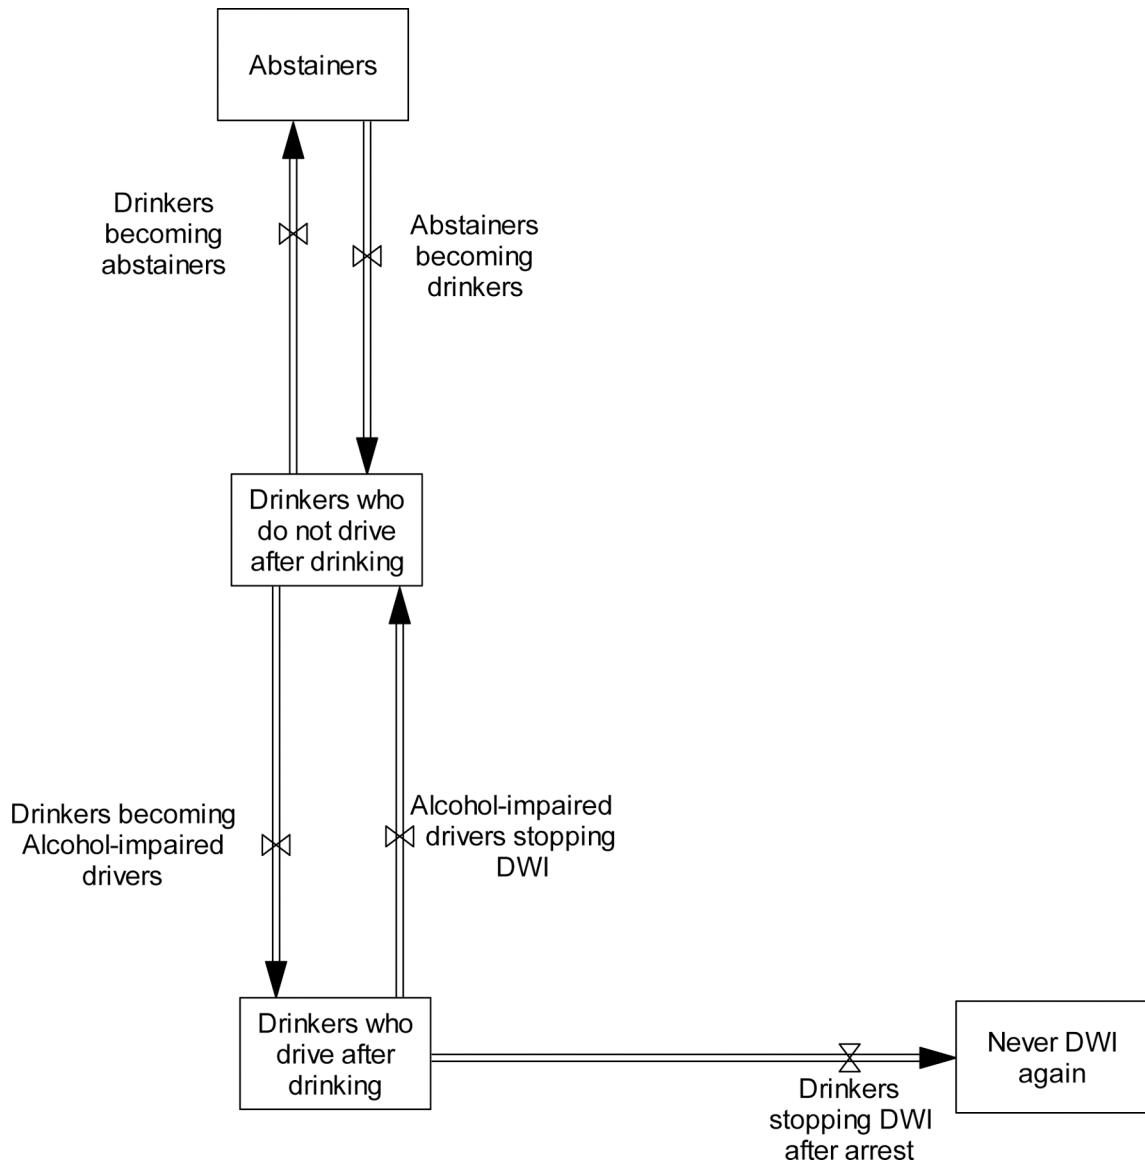 Abstainers
Drinkers
becoming
abstainers
Abstainers
becoming
drinkers
Drinkers who
do not drive
after drinking
Drinkers becoming
Alcohol-impaired
drivers
Alcohol-impaired
drivers stopping
DWI
Drinkers who
drive after
drinking
Never DWI
again
Drinkers
stopping DWI
after arrest